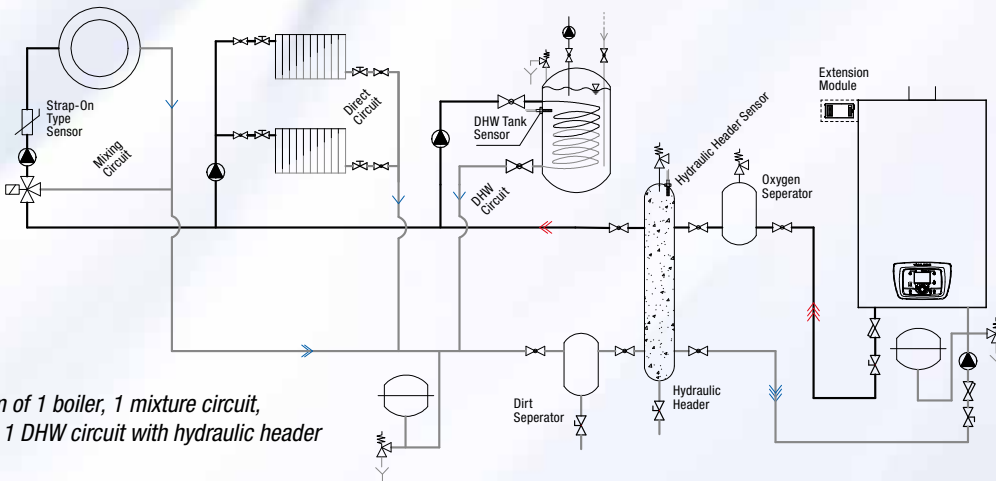 Strap-On
Type
Sensor
Mixing
Circuit
Direct
Circuit
DHW Tank
Sensor
DHW
Circuit
Hydraulic Header Sensor
Oxygen
Seperator
Extension
Module
Dirt
Seperator
Hydraulic
Header
of 1 boiler, 1 mixture circuit,
1 DHW circuit with hydraulic header